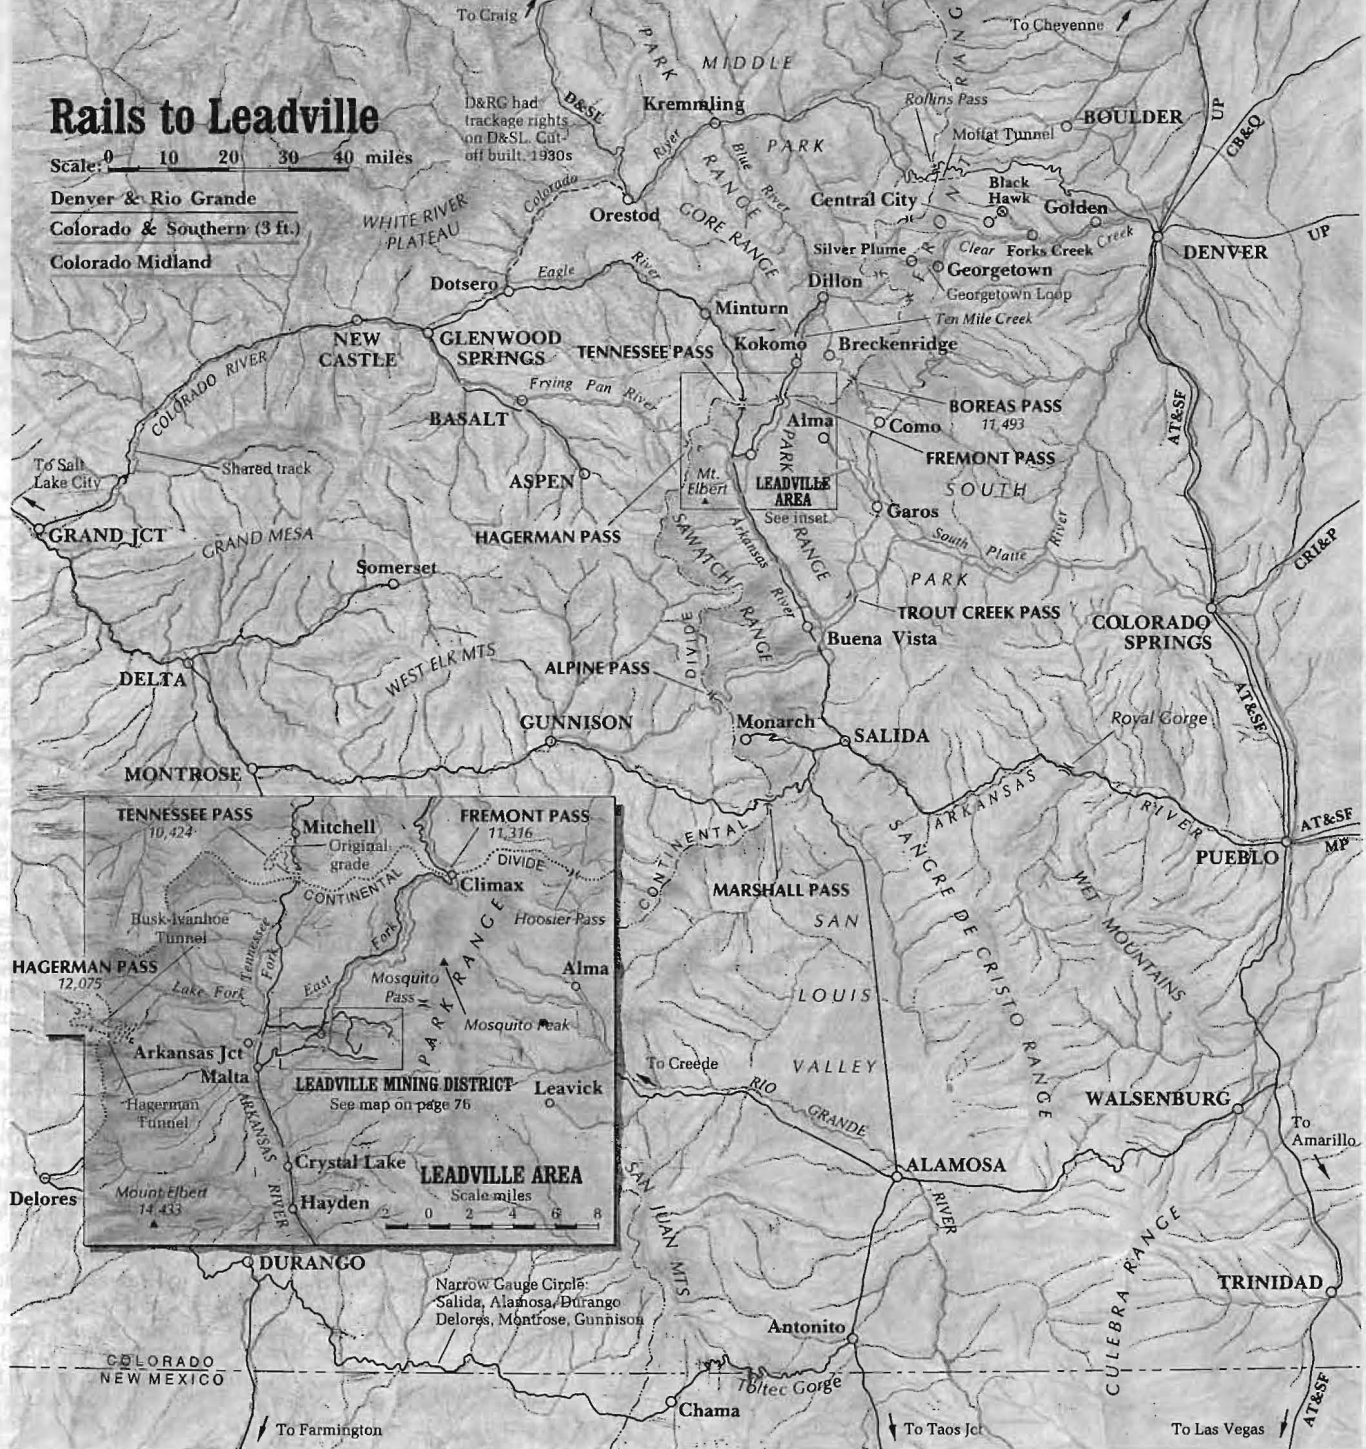 To Craig
To Cheyenne
PARK
MIDDLE
Rails to Leadville
Scale: 0 10 20 30 40 miles
Denver & Rio Grande
Colorado & Southern (3 ft.)
Colorado Midland
D&RG had
trackage rights
on D&SL. Cut-
off built, 1930s
D&SL
Kremmling
River
Blue River
PARK
RANGE
GORE RANGE
Rollins Pass
Moffat Tunnel
BOULDER
UP
CB&Q
Colorado
WHITE RIVER
PLATEAU
Orestod
Central City
Black
Hawk
Golden
FRONT
Silver Plume
Clear
Forks Creek
Creek
DENVER
UP
Georgetown
Georgetown Loop
Dotsero
Eagle
River
Dillon
Minturn
Ten Mile Creek
NEW
CASTLE
GLENWOOD
SPRINGS
TENNESSEE PASS
Kokomo
Breckenridge
COLORADO RIVER
Frying Pan River
BASALT
BOREAS PASS
11,493
AT&SF
Alma
Como
FREMONT PASS
Shared track
To Salt
Lake City
ASPEN
Mt.
Elbert
PARK
LEADVILLE
AREA
See inset
SOUTH
Garos
GRAND JCT
GRAND MESA
HAGERMAN PASS
SAWATCH
Arkansas
RANGE
South Platte
River
CRI&P
Somerset
PARK
River
RANGE
TROUT CREEK PASS
COLORADO
SPRINGS
DIVIDE
Buena Vista
WEST ELK MTS
ALPINE PASS
DELTA
AT&SF
GUNNISON
Monarch
SALIDA
Royal Gorge
MONTROSE
ARKANSAS
RIVER
AT&SF
MP
PUEBLO
TENNESSEE PASS
10,424
Mitchell
Original
grade
FREMONT PASS
11,316
CONTINENTAL
DIVIDE
Climax
CONTINENTAL
MARSHALL PASS
SANGRE DE CRISTO RANGE
WET MOUNTAINS
SAN
Busk-Ivanhoe
Tunnel
Hoosier Pass
Tennessee
Fork
East
Fork
HAGERMAN PASS
12,075
Lake Fork
Mosquito
Pass
PARK RANGE
Alma
Mosquito Peak
LOUIS
Arkansas Jct
Malta
LEADVILLE MINING DISTRICT
See map on page 76
Leavick
To Creede
VALLEY
RIO
GRANDE
WALSENBURG
Hagerman
Tunnel
ARKANSAS
RIVER
To
Amarillo
Crystal Lake
LEADVILLE AREA
Scale miles
2 0 2 4 6 8
ALAMOSA
RIVER
Delores
Mount Elbert
14,433
Hayden
SAN JUAN MTS
CULEBRA RANGE
DURANGO
Narrow Gauge Circle:
Salida, Alamosa, Durango
Delores, Montrose, Gunnison
TRINIDAD
Antonito
COLORADO
NEW MEXICO
Toltec Gorge
Chama
AT&SF
To Farmington
To Taos Jct
To Las Vegas